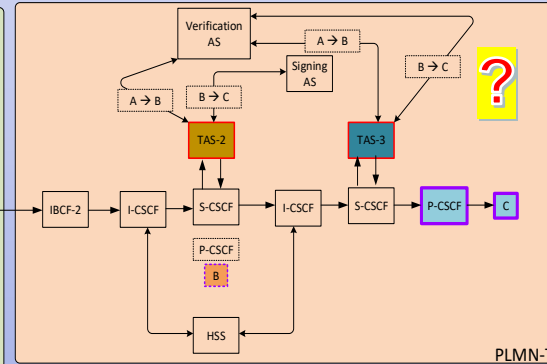 Verification
AS
A → B
B → C
?
Signing
AS
A → B
B → C
TAS-2
TAS-3
IBCF-2
I-CSCF
S-CSCF
I-CSCF
S-CSCF
P-CSCF
C
P-CSCF
B
HSS